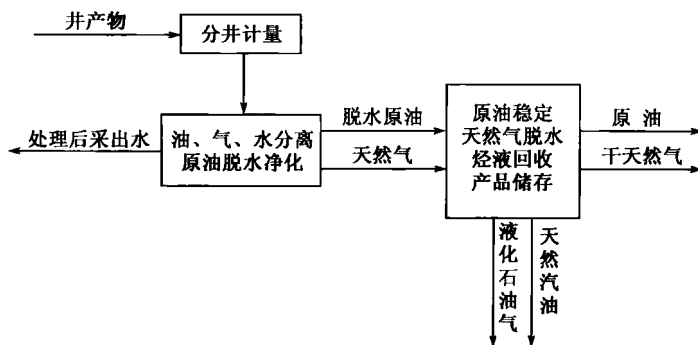 井产物
分井计量
处理后采出水
油、气、水分离
原油脱水净化
脱水原油
天然气
原油稳定
天然气脱水
烃液回收
产品储存
原 油
干天然气
液化石油气
天然汽油